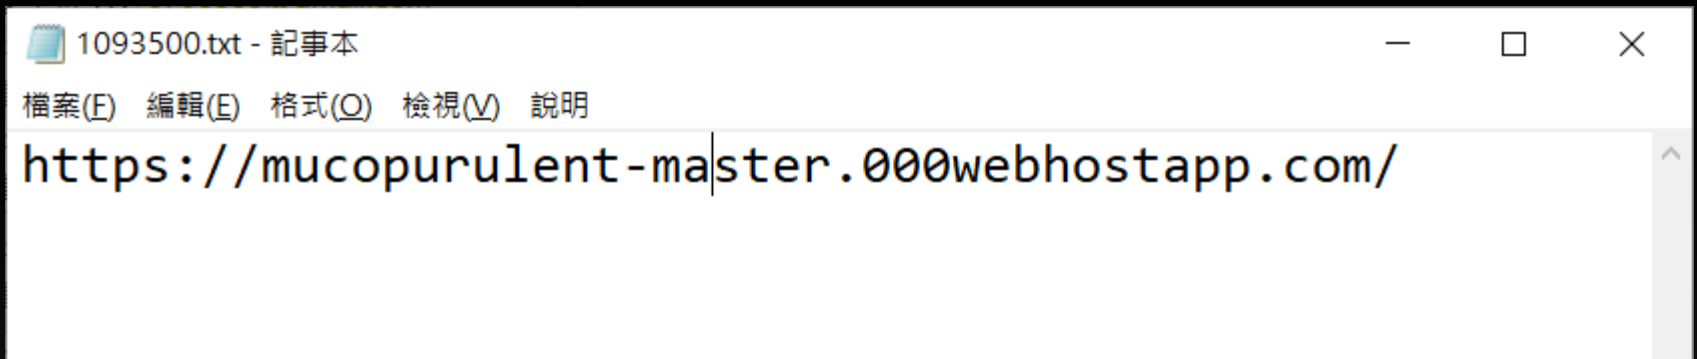 1093500.txt - 記事本
檔案(F) 編輯(E) 格式(O) 檢視(V) 說明
https://mucopurulent-master.000webhostapp.com/